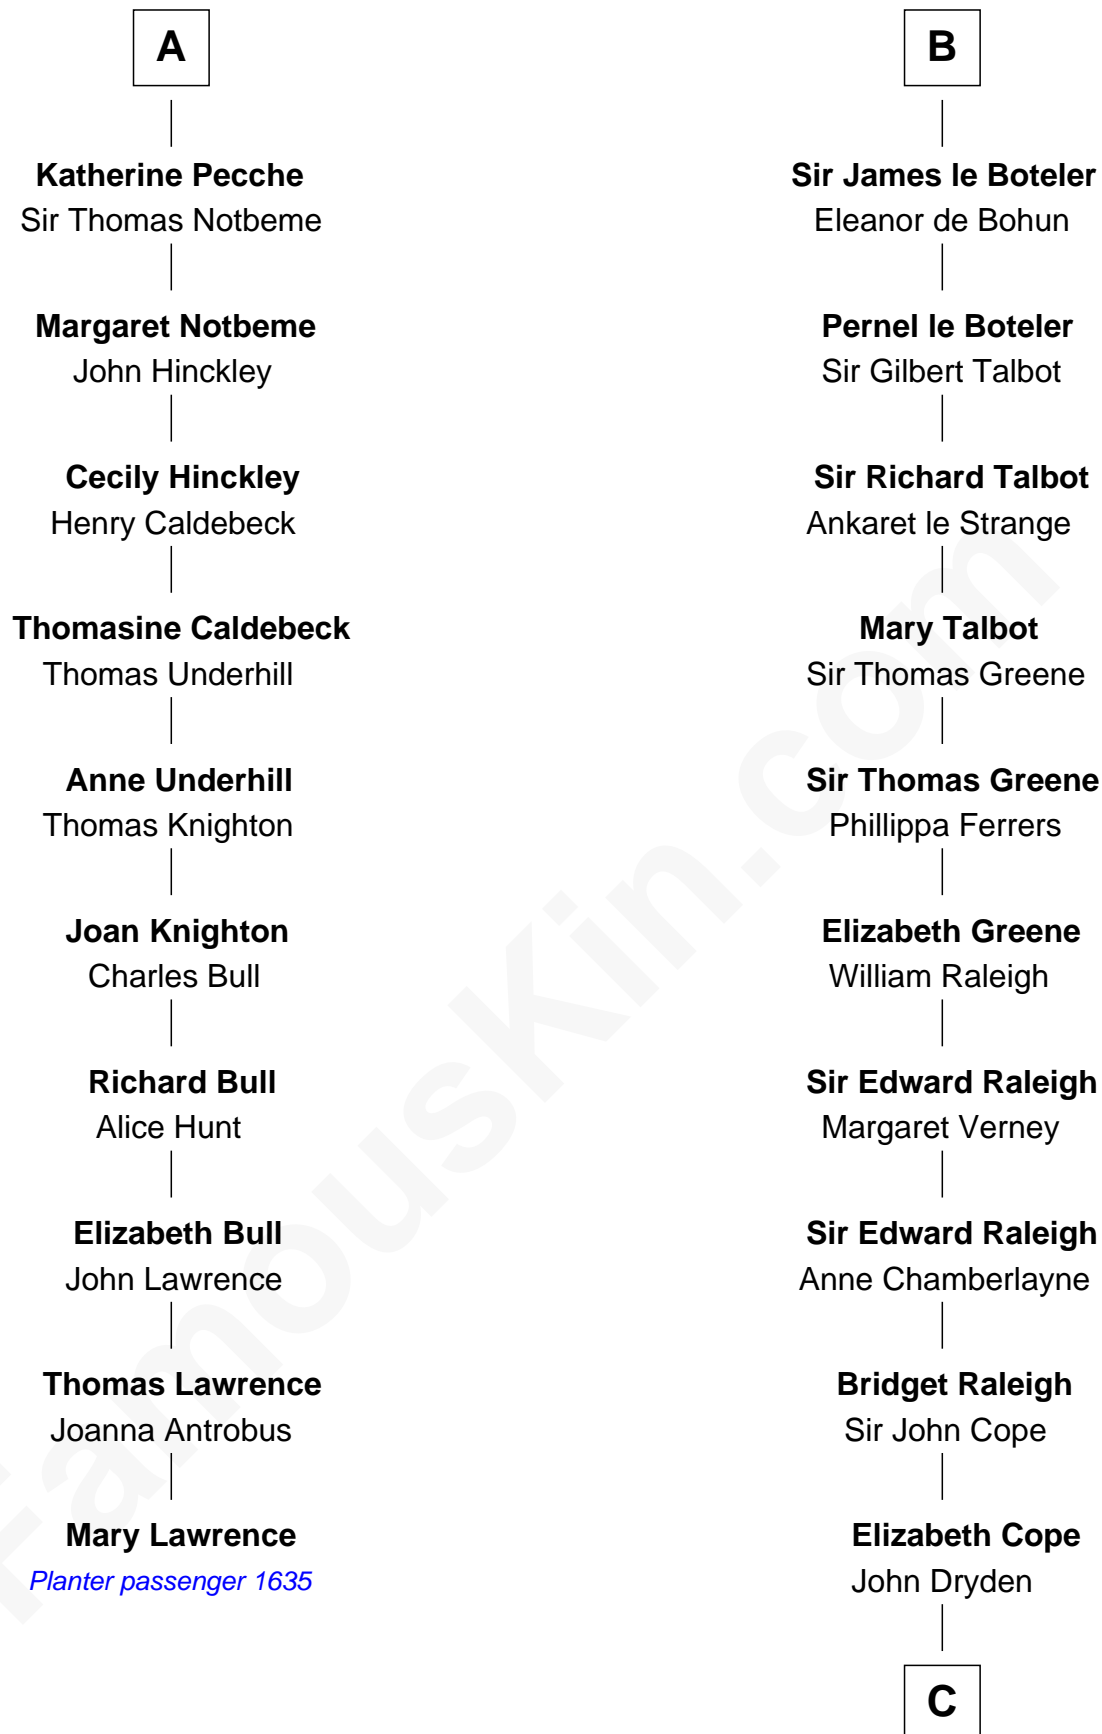 A
Katherine Pecche
Sir Thomas Notbeme
Margaret Notbeme
John Hinckley
Cecily Hinckley
Henry Caldebeck
Thomasine Caldebeck
Thomas Underhill
Anne Underhill
Thomas Knighton
Joan Knighton
Charles Bull
Richard Bull
Alice Hunt
Elizabeth Bull
John Lawrence
Thomas Lawrence
Joanna Antrobus
Mary Lawrence
Planter passenger 1635
B
Sir James le Boteler
Eleanor de Bohun
Pernel le Boteler
Sir Gilbert Talbot
Sir Richard Talbot
Ankaret le Strange
Mary Talbot
Sir Thomas Greene
Sir Thomas Greene
Phillippa Ferrers
Elizabeth Greene
William Raleigh
Sir Edward Raleigh
Margaret Verney
Sir Edward Raleigh
Anne Chamberlayne
Bridget Raleigh
Sir John Cope
Elizabeth Cope
John Dryden
C
FamousKin.com